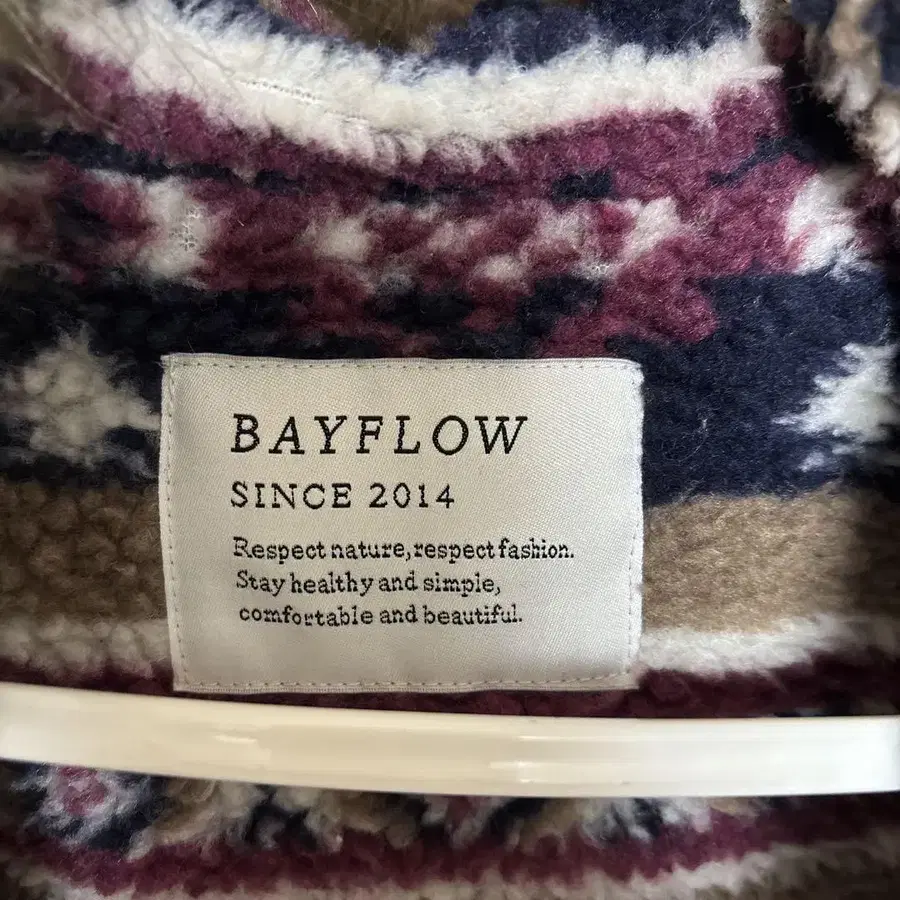 BAYFLOW
SINCE 2014
Respect nature, respect fashion.
Stay healthy and simple,
comfortable and beautiful.